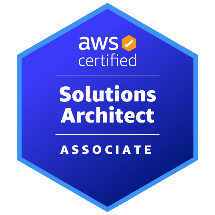 aws
certified
Solutions
Architect
ASSOCIATE